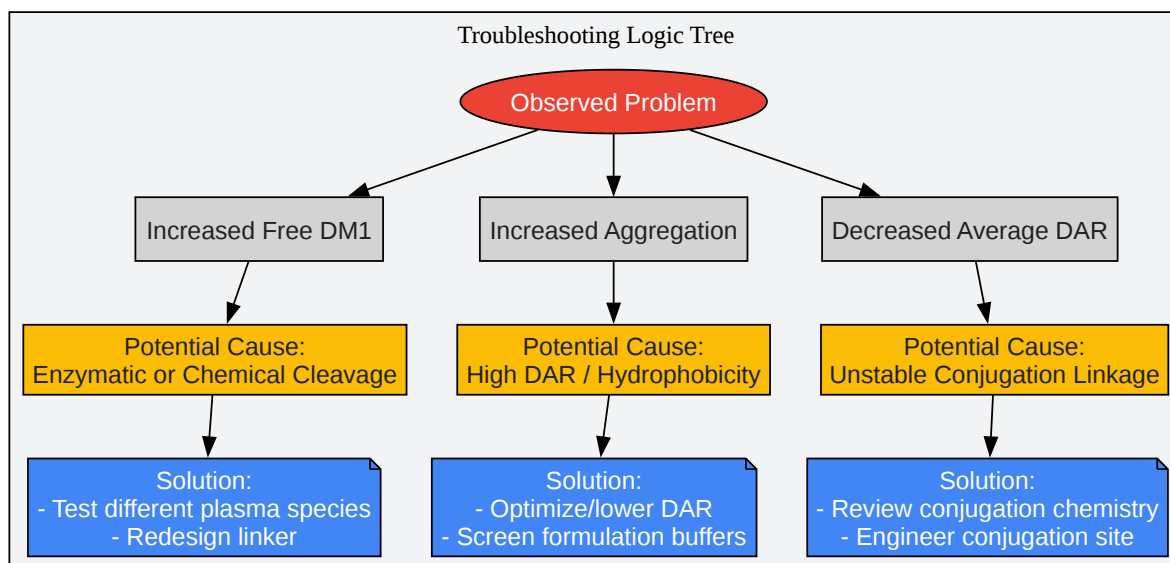 Troubleshooting Logic Tree
Observed Problem
Increased Free DM1
Increased Aggregation
Decreased Average DAR
Potential Cause:
Enzymatic or Chemical Cleavage
Potential Cause:
High DAR / Hydrophobicity
Potential Cause:
Unstable Conjugation Linkage
Solution:
- Test different plasma species
- Redesign linker
Solution:
- Optimize/lower DAR
- Screen formulation buffers
Solution:
- Review conjugation chemistry
- Engineer conjugation site